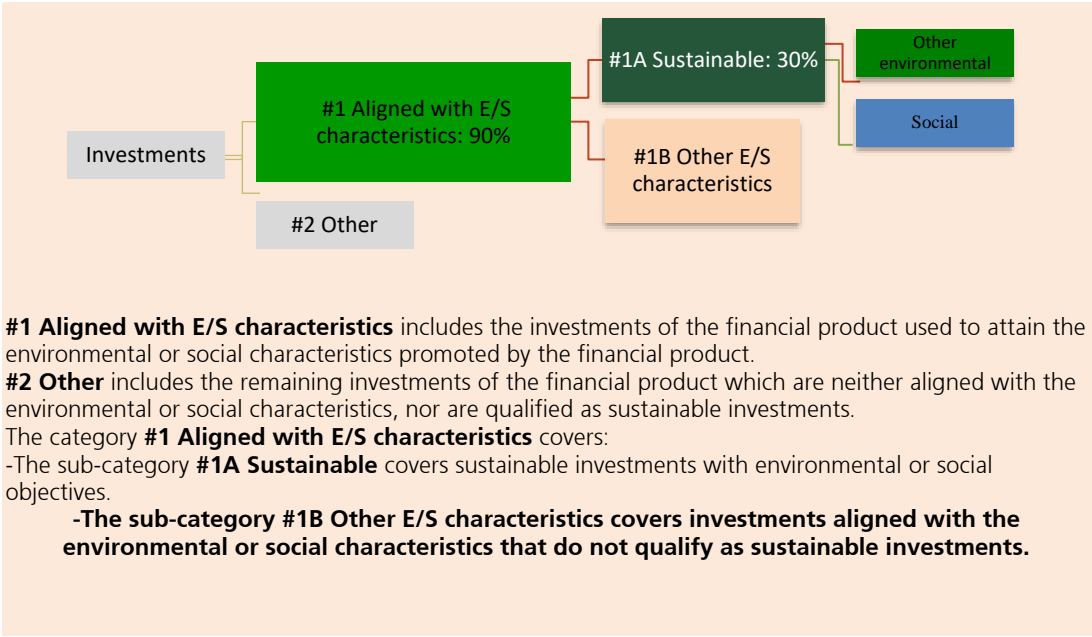 Investments
#1 Aligned with E/S
characteristics: 90%
#2 Other
#1A Sustainable: 30%
#1B Other E/S
characteristics
Other
environmental
Social
#1 Aligned with E/S characteristics includes the investments of the financial product used to attain the
environmental or social characteristics promoted by the financial product.
#2 Other includes the remaining investments of the financial product which are neither aligned with the
environmental or social characteristics, nor are qualified as sustainable investments.
The category #1 Aligned with E/S characteristics covers:
-The sub-category #1A Sustainable covers sustainable investments with environmental or social
objectives.
-The sub-category #1B Other E/S characteristics covers investments aligned with the
environmental or social characteristics that do not qualify as sustainable investments.